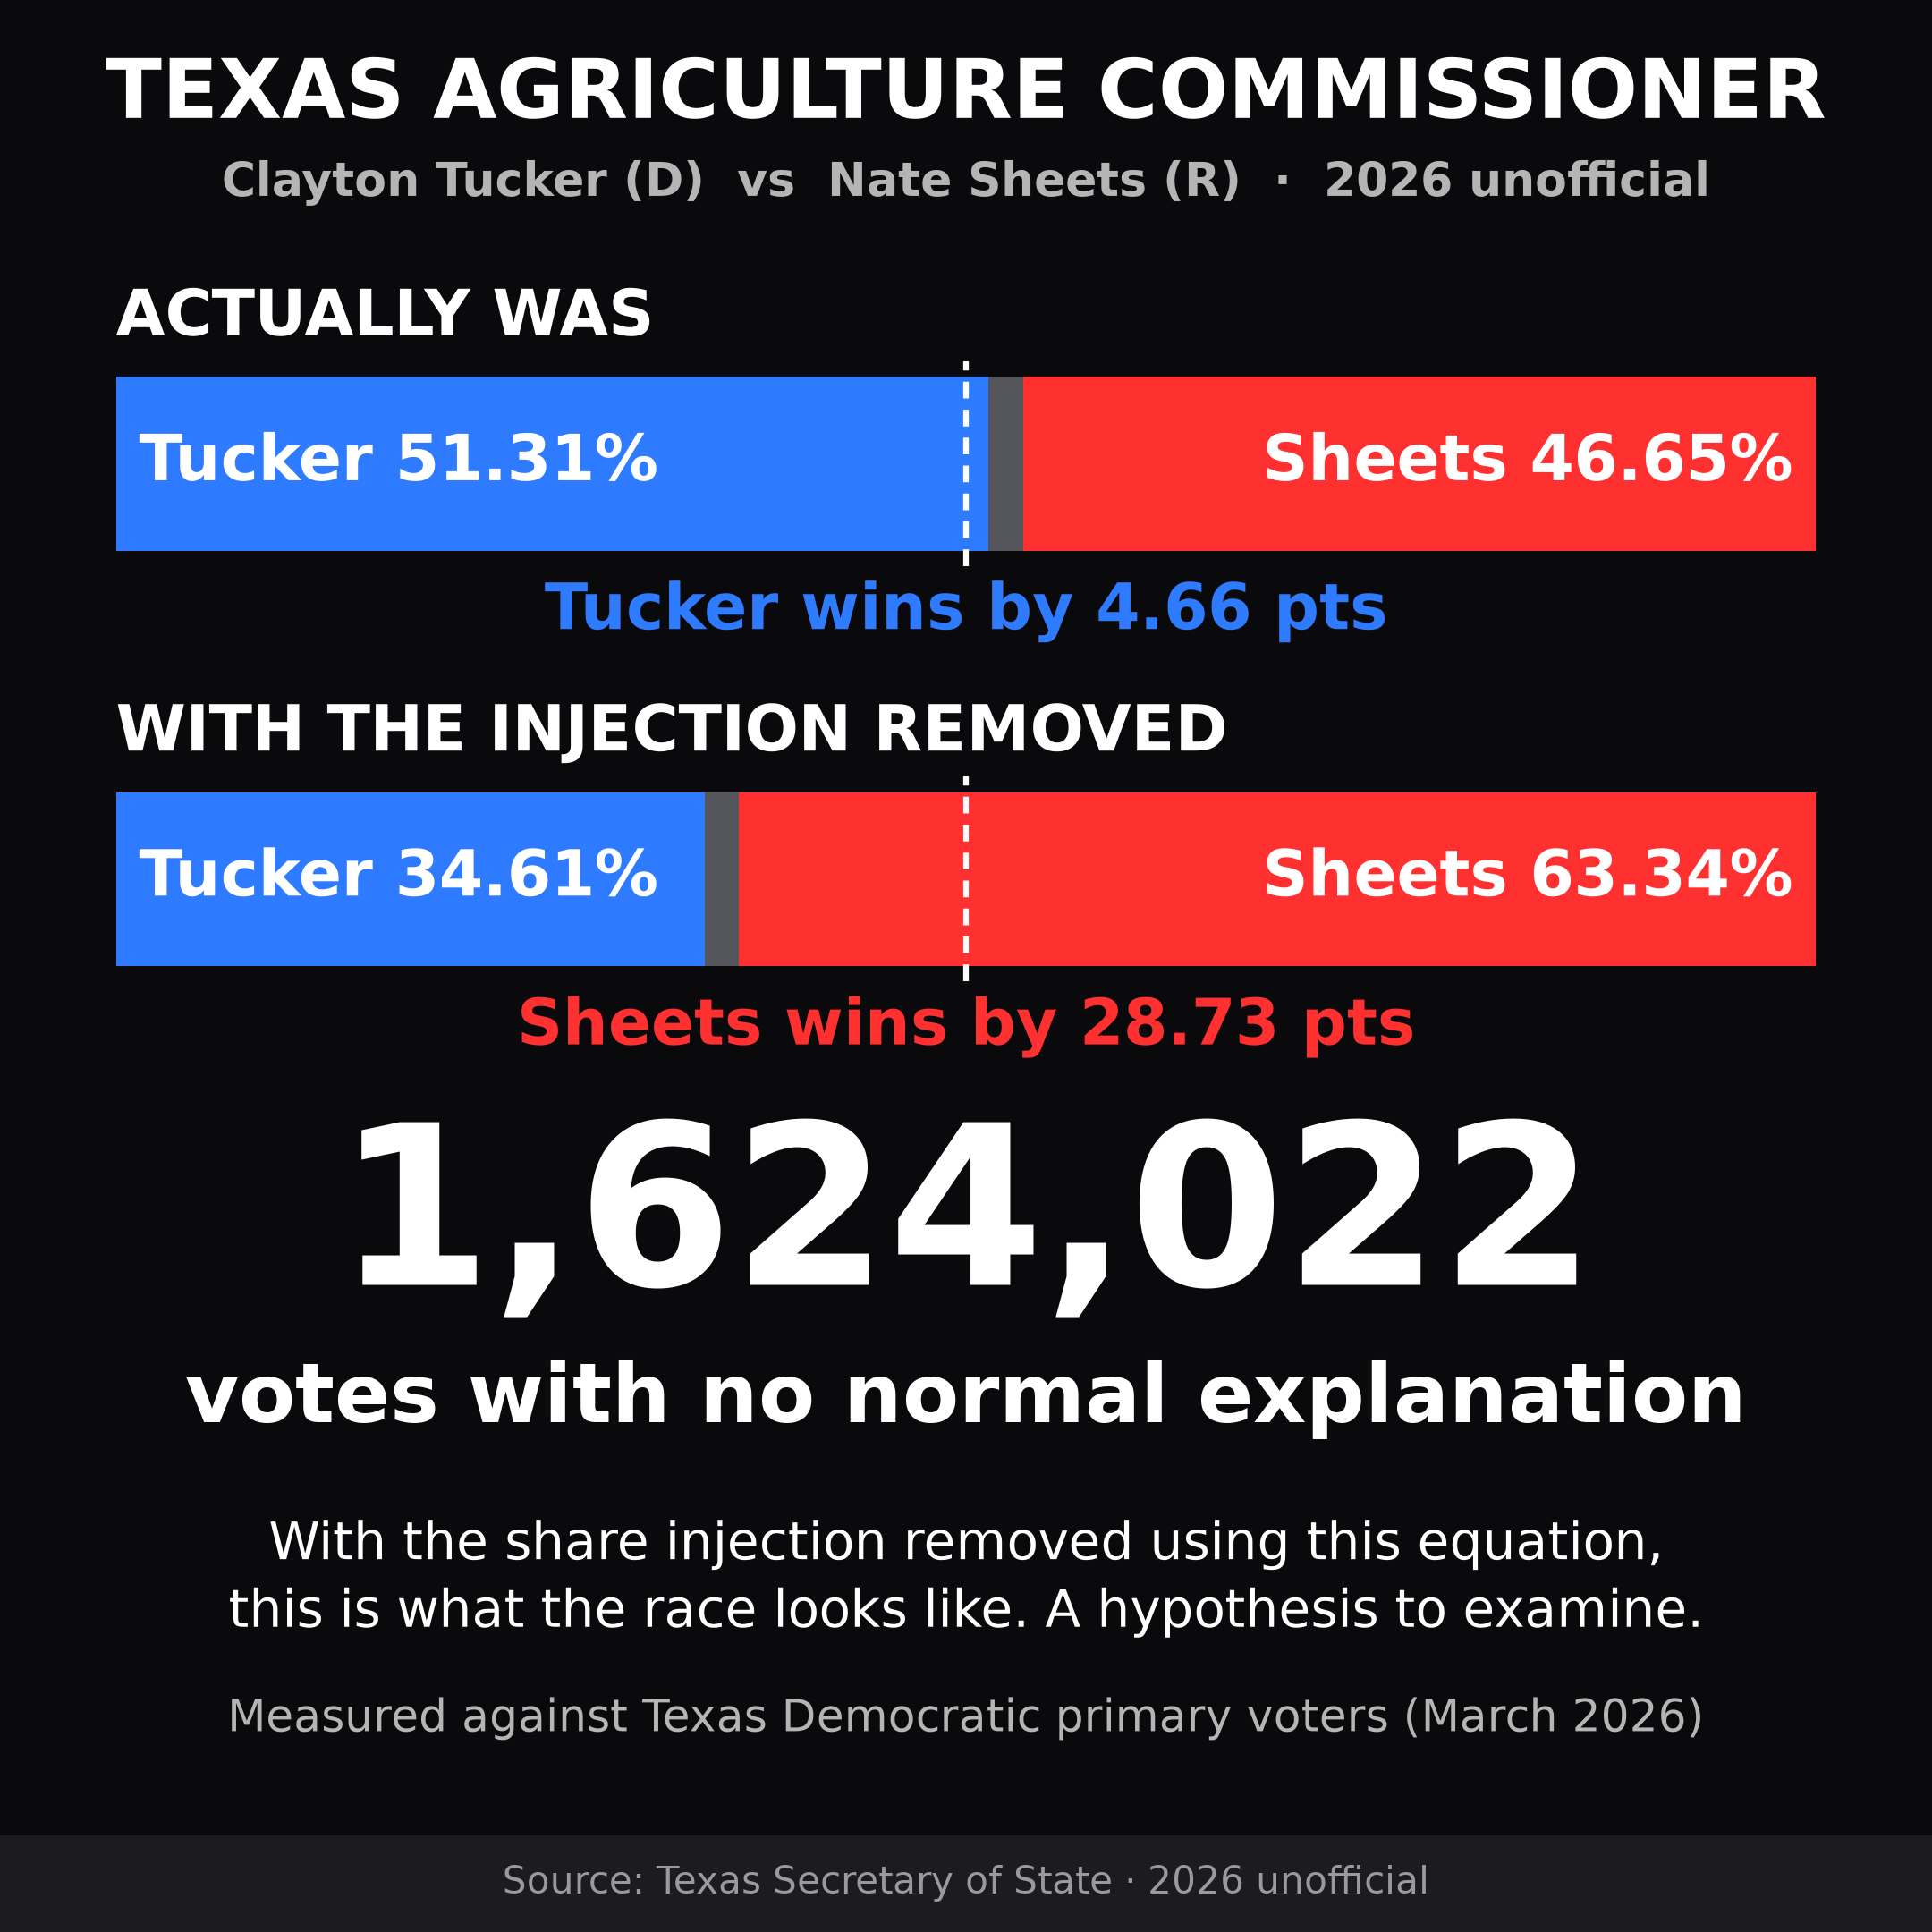 TEXAS AGRICULTURE COMMISSIONER
Clayton Tucker (D) vs Nate Sheets (R) · 2026 unofficial
ACTUALLY WAS
Tucker 51.31% Sheets 46.65%
Tucker wins by 4.66 pts
WITH THE INJECTION REMOVED
Tucker 34.61% Sheets 63.34%
Sheets wins by 28.73 pts
1,624,022
votes with no normal explanation
With the share injection removed using this equation,
this is what the race looks like. A hypothesis to examine.
Measured against Texas Democratic primary voters (March 2026)
Source: Texas Secretary of State · 2026 unofficial